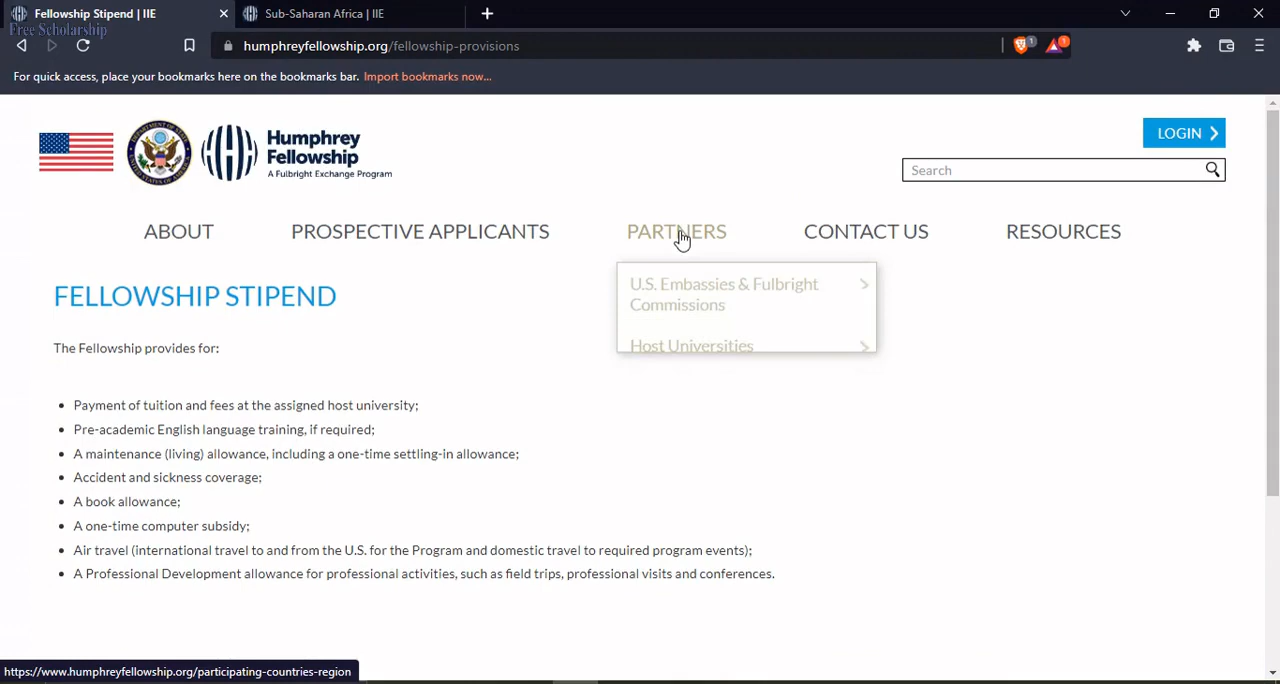 Fellowship Stipend | IIE
Sub-Saharan Africa | IIE
Free Scholarship
humphreyfellowship.org/fellowship-provisions
1
1
For quick access, place your bookmarks here on the bookmarks bar. Import bookmarks now...
Humphrey
Fellowship
A Fulbright Exchange Program
LOGIN
Search
ABOUT
PROSPECTIVE APPLICANTS
PARTNERS
CONTACT US
RESOURCES
U.S. Embassies & Fulbright
Commissions
Host Universities
FELLOWSHIP STIPEND
The Fellowship provides for:
• Payment of tuition and fees at the assigned host university;
• Pre-academic English language training, if required;
• A maintenance (living) allowance, including a one-time settling-in allowance;
• Accident and sickness coverage;
• A book allowance;
• A one-time computer subsidy;
• Air travel (international travel to and from the U.S. for the Program and domestic travel to required program events);
• A Professional Development allowance for professional activities, such as field trips, professional visits and conferences.
https://www.humphreyfellowship.org/participating-countries-region